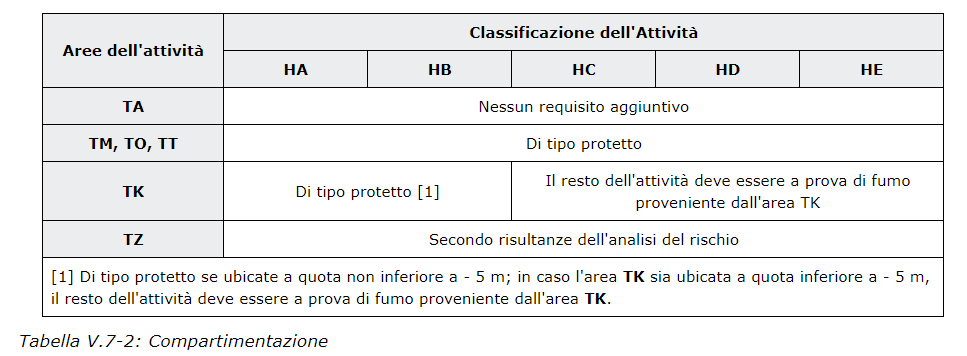 Aree dell'attività
Classificazione dell'Attività
HA HB HC HD HE
TA Nessun requisito aggiuntivo
TM, TO, TT Di tipo protetto
TK Di tipo protetto [1] Il resto dell'attività deve essere a prova di fumo
proveniente dall'area TK
TZ Secondo risultanze dell'analisi del rischio
[1] Di tipo protetto se ubicate a quota non inferiore a - 5 m; in caso l'area TK sia ubicata a quota inferiore a - 5 m,
il resto dell'attività deve essere a prova di fumo proveniente dall'area TK.
Tabella V.7-2: Compartimentazione